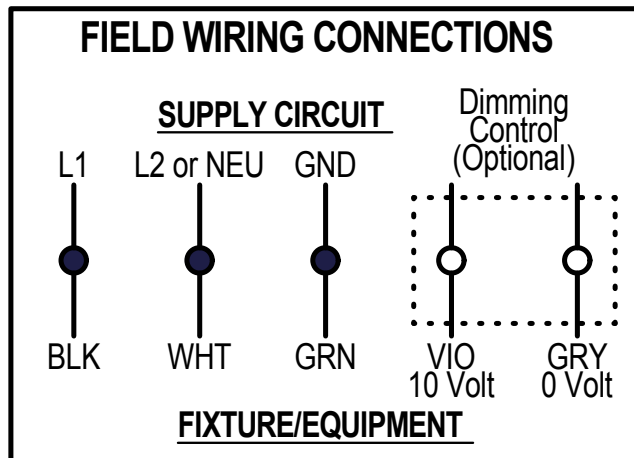 FIELD WIRING CONNECTIONS
SUPPLY CIRCUIT
Dimming
Control
(Optional)
L1 L2 or NEU GND
BLK WHT GRN VIO GRY
10 Volt 0 Volt
FIXTURE/EQUIPMENT